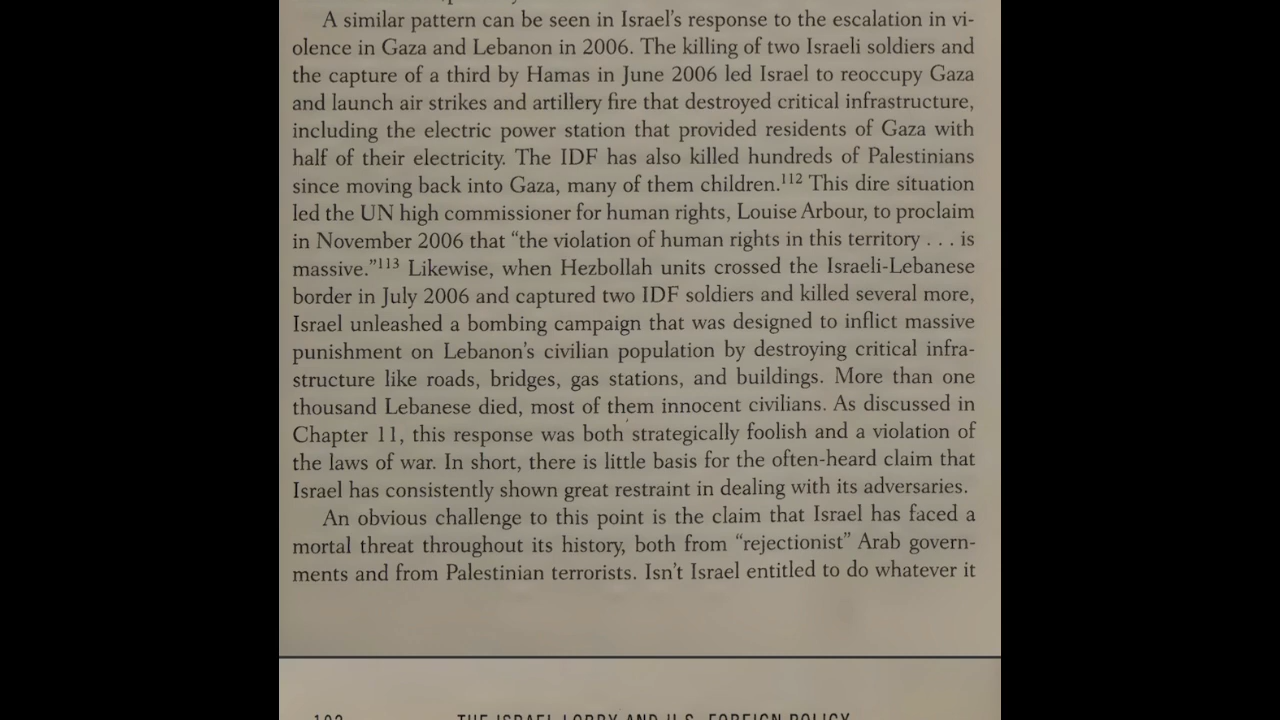 A similar pattern can be seen in Israel's response to the escalation in vi-
olence in Gaza and Lebanon in 2006. The killing of two Israeli soldiers and
the capture of a third by Hamas in June 2006 led Israel to reoccupy Gaza
and launch air strikes and artillery fire that destroyed critical infrastructure,
including the electric power station that provided residents of Gaza with
half of their electricity. The IDF has also killed hundreds of Palestinians
since moving back into Gaza, many of them children.¹¹² This dire situation
led the UN high commissioner for human rights, Louise Arbour, to proclaim
in November 2006 that “the violation of human rights in this territory . . . is
massive.”¹¹³ Likewise, when Hezbollah units crossed the Israeli-Lebanese
border in July 2006 and captured two IDF soldiers and killed several more,
Israel unleashed a bombing campaign that was designed to inflict massive
punishment on Lebanon's civilian population by destroying critical infra-
structure like roads, bridges, gas stations, and buildings. More than one
thousand Lebanese died, most of them innocent civilians. As discussed in
Chapter 11, this response was both strategically foolish and a violation of
the laws of war. In short, there is little basis for the often-heard claim that
Israel has consistently shown great restraint in dealing with its adversaries.
An obvious challenge to this point is the claim that Israel has faced a
mortal threat throughout its history, both from “rejectionist” Arab govern-
ments and from Palestinian terrorists. Isn't Israel entitled to do whatever it
THE ISRAEL LOBBY AND U.S. FOREIGN POLICY